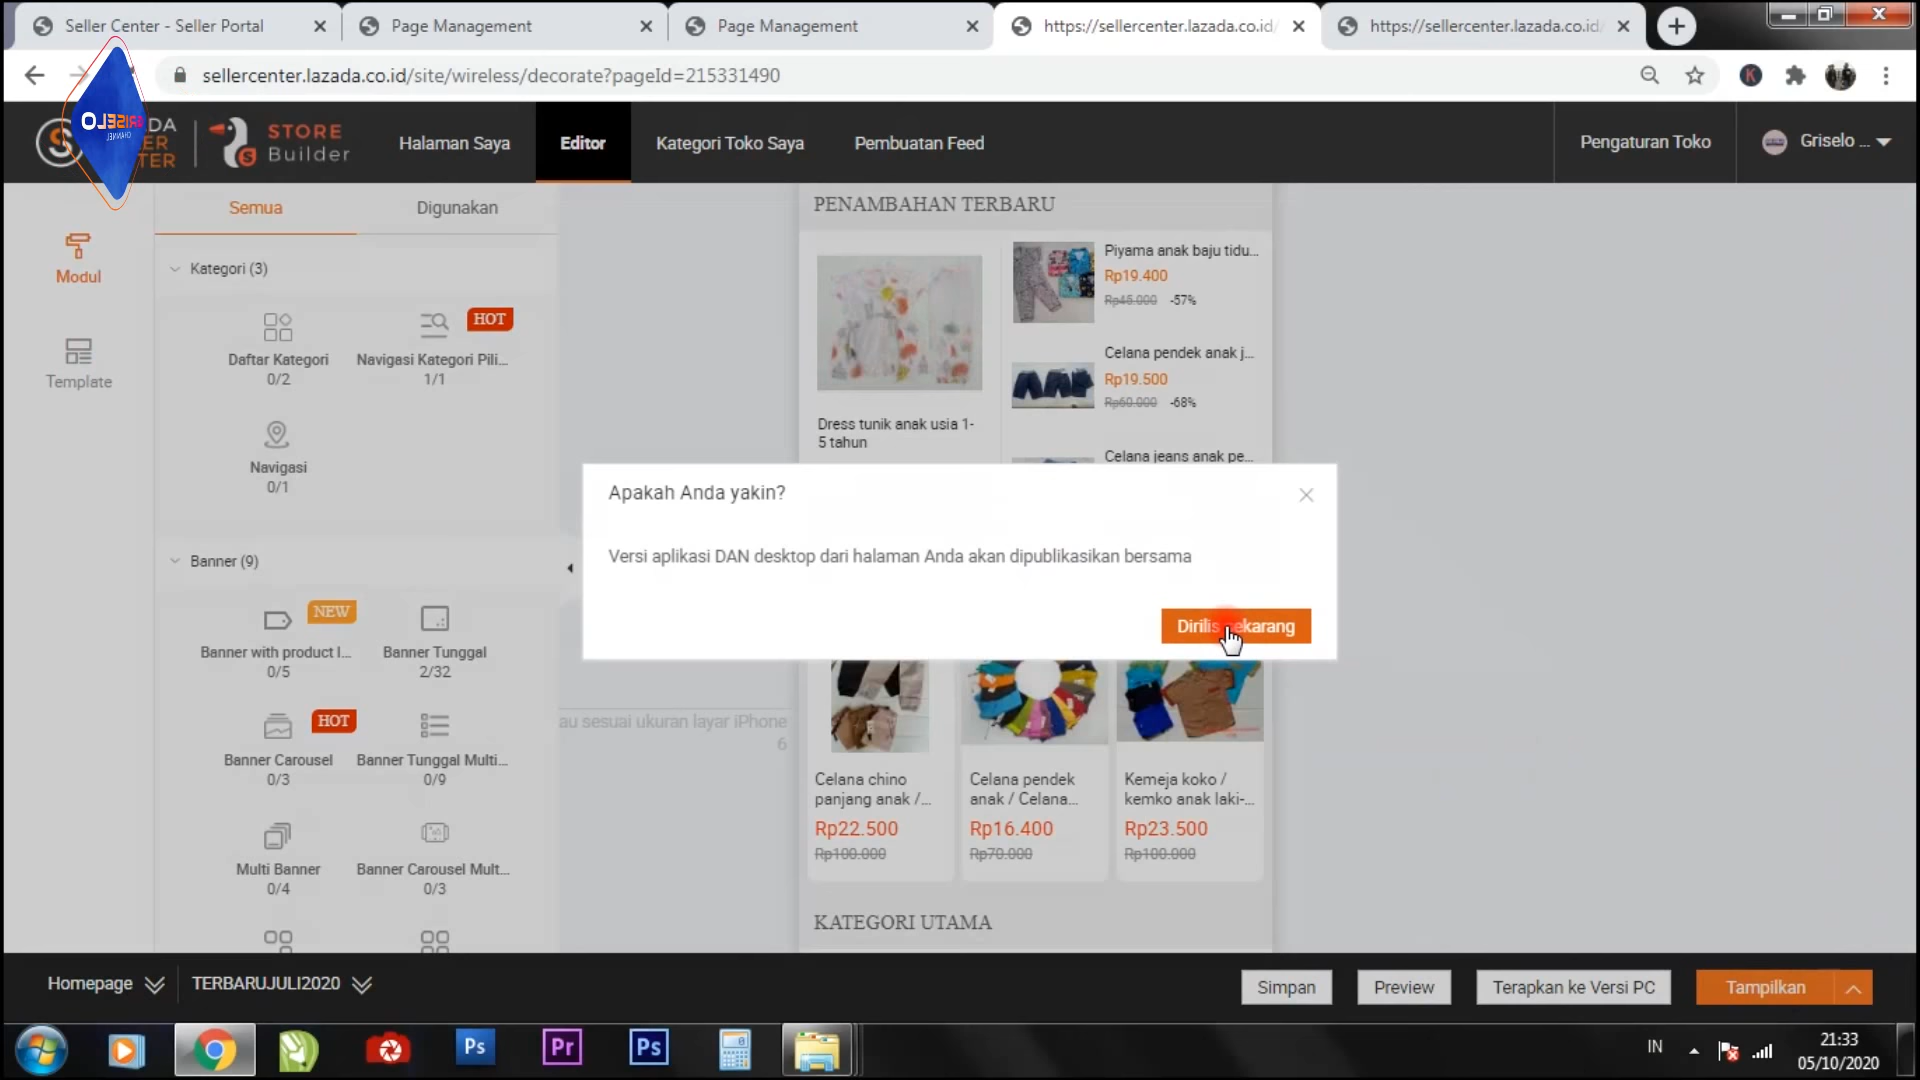 Seller Center - Seller Portal
Page Management
Page Management
https://sellercenter.lazada.co.id/
https://sellercenter.lazada.co.id/
sellercenter.lazada.co.id/site/wireless/decorate?pageId=215331490
K
STORE
Builder
Halaman Saya
Editor
Kategori Toko Saya
Pembuatan Feed
Pengaturan Toko
Griselo ...
Modul
Template
Semua
Digunakan
Kategori (3)
HOT
Daftar Kategori
0/2
Navigasi Kategori Pili...
1/1
Navigasi
0/1
Banner (9)
NEW
Banner with product I...
0/5
Banner Tunggal
2/32
HOT
Banner Carousel
0/3
Banner Tunggal Multi...
0/9
Multi Banner
0/4
Banner Carousel Mult...
0/3
au sesuai ukuran layar iPhone
6
PENAMBAHAN TERBARU
Dress tunik anak usia 1-
5 tahun
Piyama anak baju tidu...
Rp19.400
Rp45.000 -57%
Celana pendek anak j...
Rp19.500
Rp60.000 -68%
Celana jeans anak pe...
Apakah Anda yakin?
Versi aplikasi DAN desktop dari halaman Anda akan dipublikasikan bersama
Dirilis sekarang
Celana chino
panjang anak /...
Rp22.500
Rp100.000
Celana pendek
anak / Celana...
Rp16.400
Rp70.000
Kemeja koko /
kemko anak laki-...
Rp23.500
Rp100.000
KATEGORI UTAMA
Homepage
TERBARUJULI2020
Simpan
Preview
Terapkan ke Versi PC
Tampilkan
Ps
Pr
Ps
IN
21:33
05/10/2020